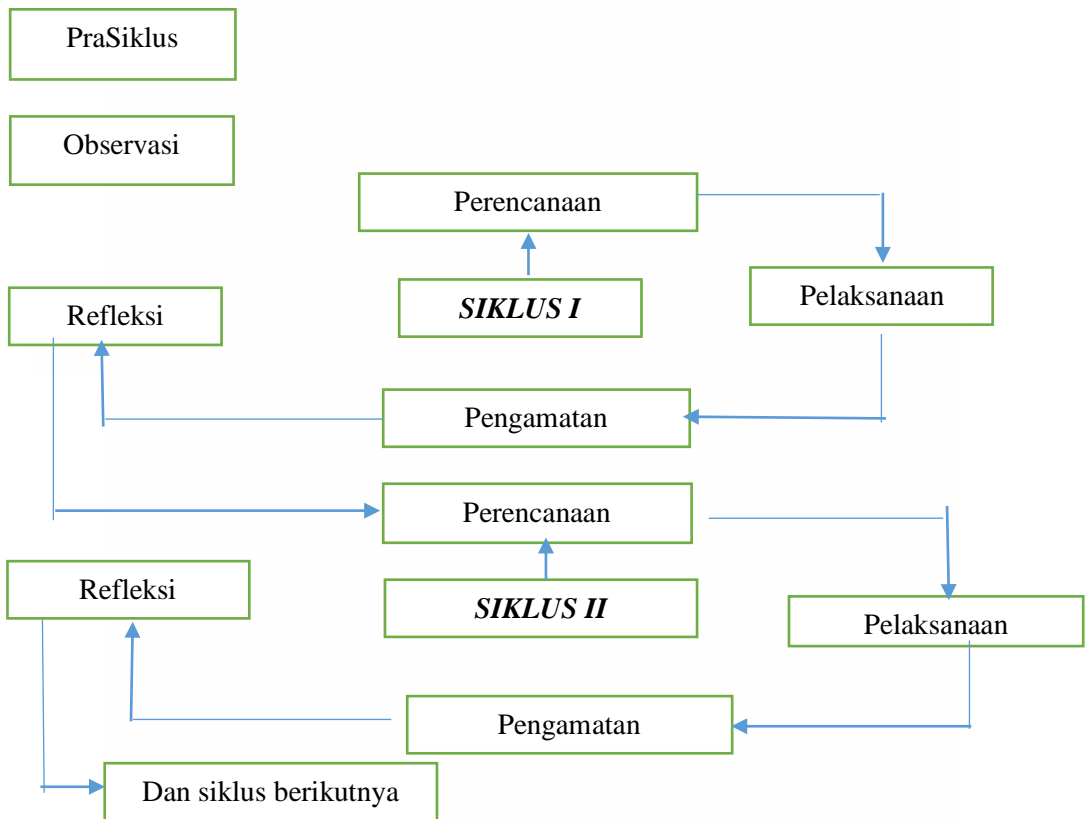 PraSiklus
Observasi
Perencanaan
SIKLUS I
Pelaksanaan
Refleksi
Pengamatan
Perencanaan
Refleksi
SIKLUS II
Pelaksanaan
Pengamatan
Dan siklus berikutnya